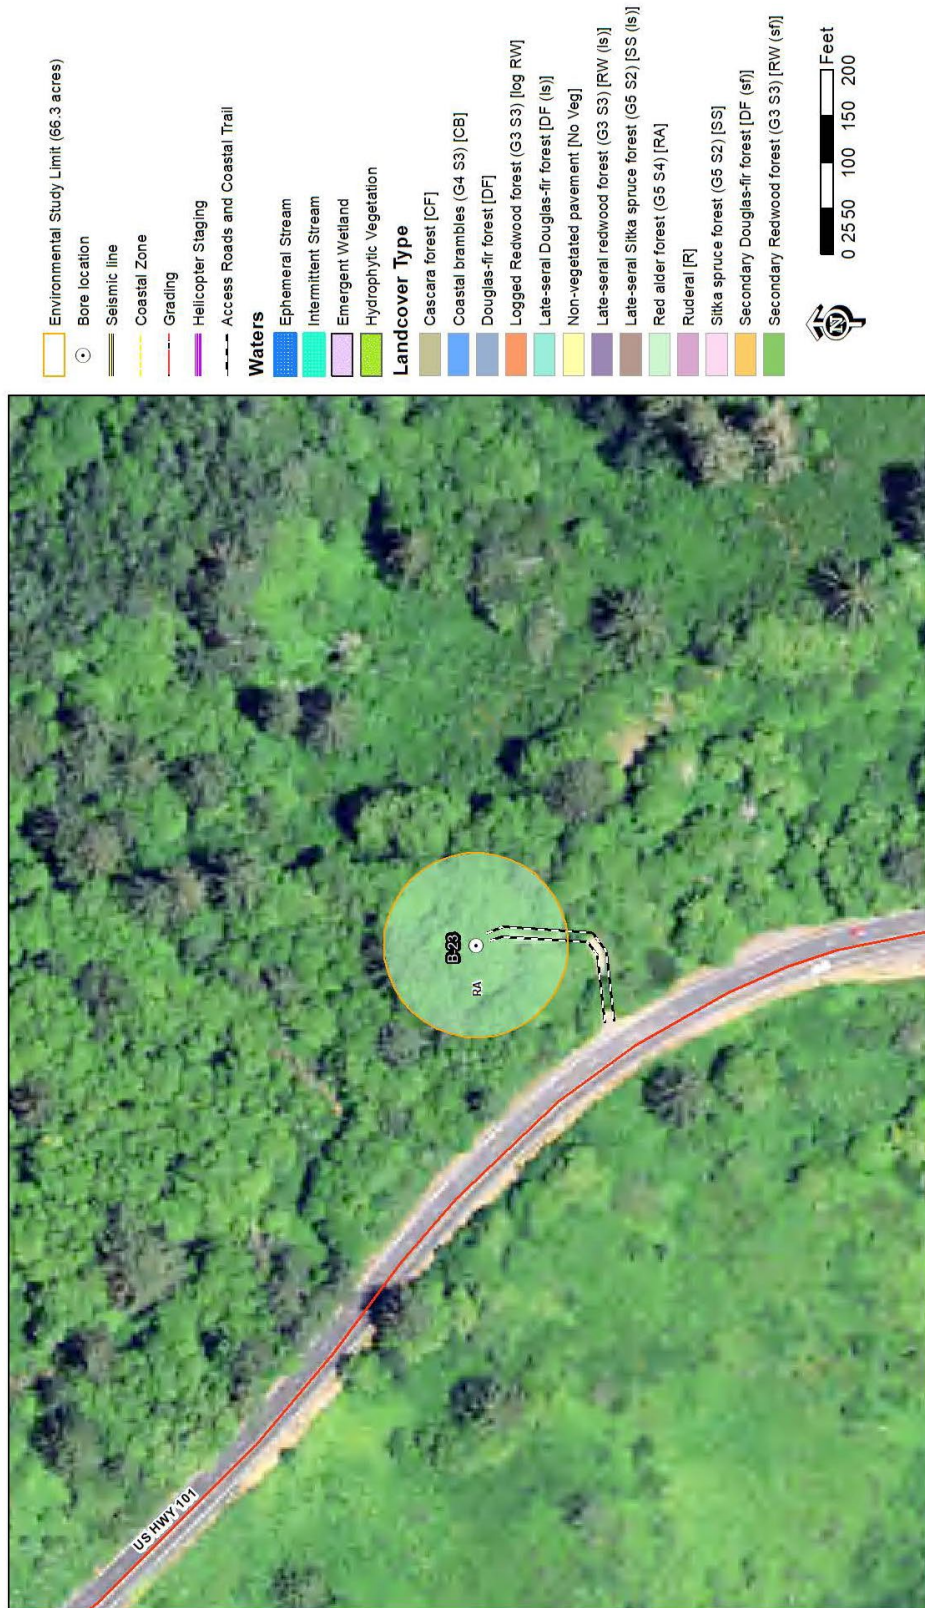 Environmental Study Limit (66.3 acres)
Bore location
Seismic line
Coastal Zone
Grading
Helicopter Staging
Access Roads and Coastal Trail
Waters
Ephemeral Stream
Intermittent Stream
Emergent Wetland
Hydrophytic Vegetation
Landcover Type
Cascara forest [CF]
Coastal brambles (G4 S3) [CB]
Douglas-fir forest [DF]
Logged Redwood forest (G3 S3) [log RW]
Late-seral Douglas-fir forest [DF (ls)]
Non-vegetated pavement [No Veg]
Late-seral redwood forest (G3 S3) [RW (ls)]
Late-seral Sitka spruce forest (G5 S2) [SS (ls)]
Red alder forest (G5 S4) [RA]
Ruderal [R]
Sitka spruce forest (G5 S2) [SS]
Secondary Douglas-fir forest [DF (sf)]
Secondary Redwood forest (G3 S3) [RW (sf)]
N
Feet
0 25 50 100 150 200
B-23
RA
US HWY 101